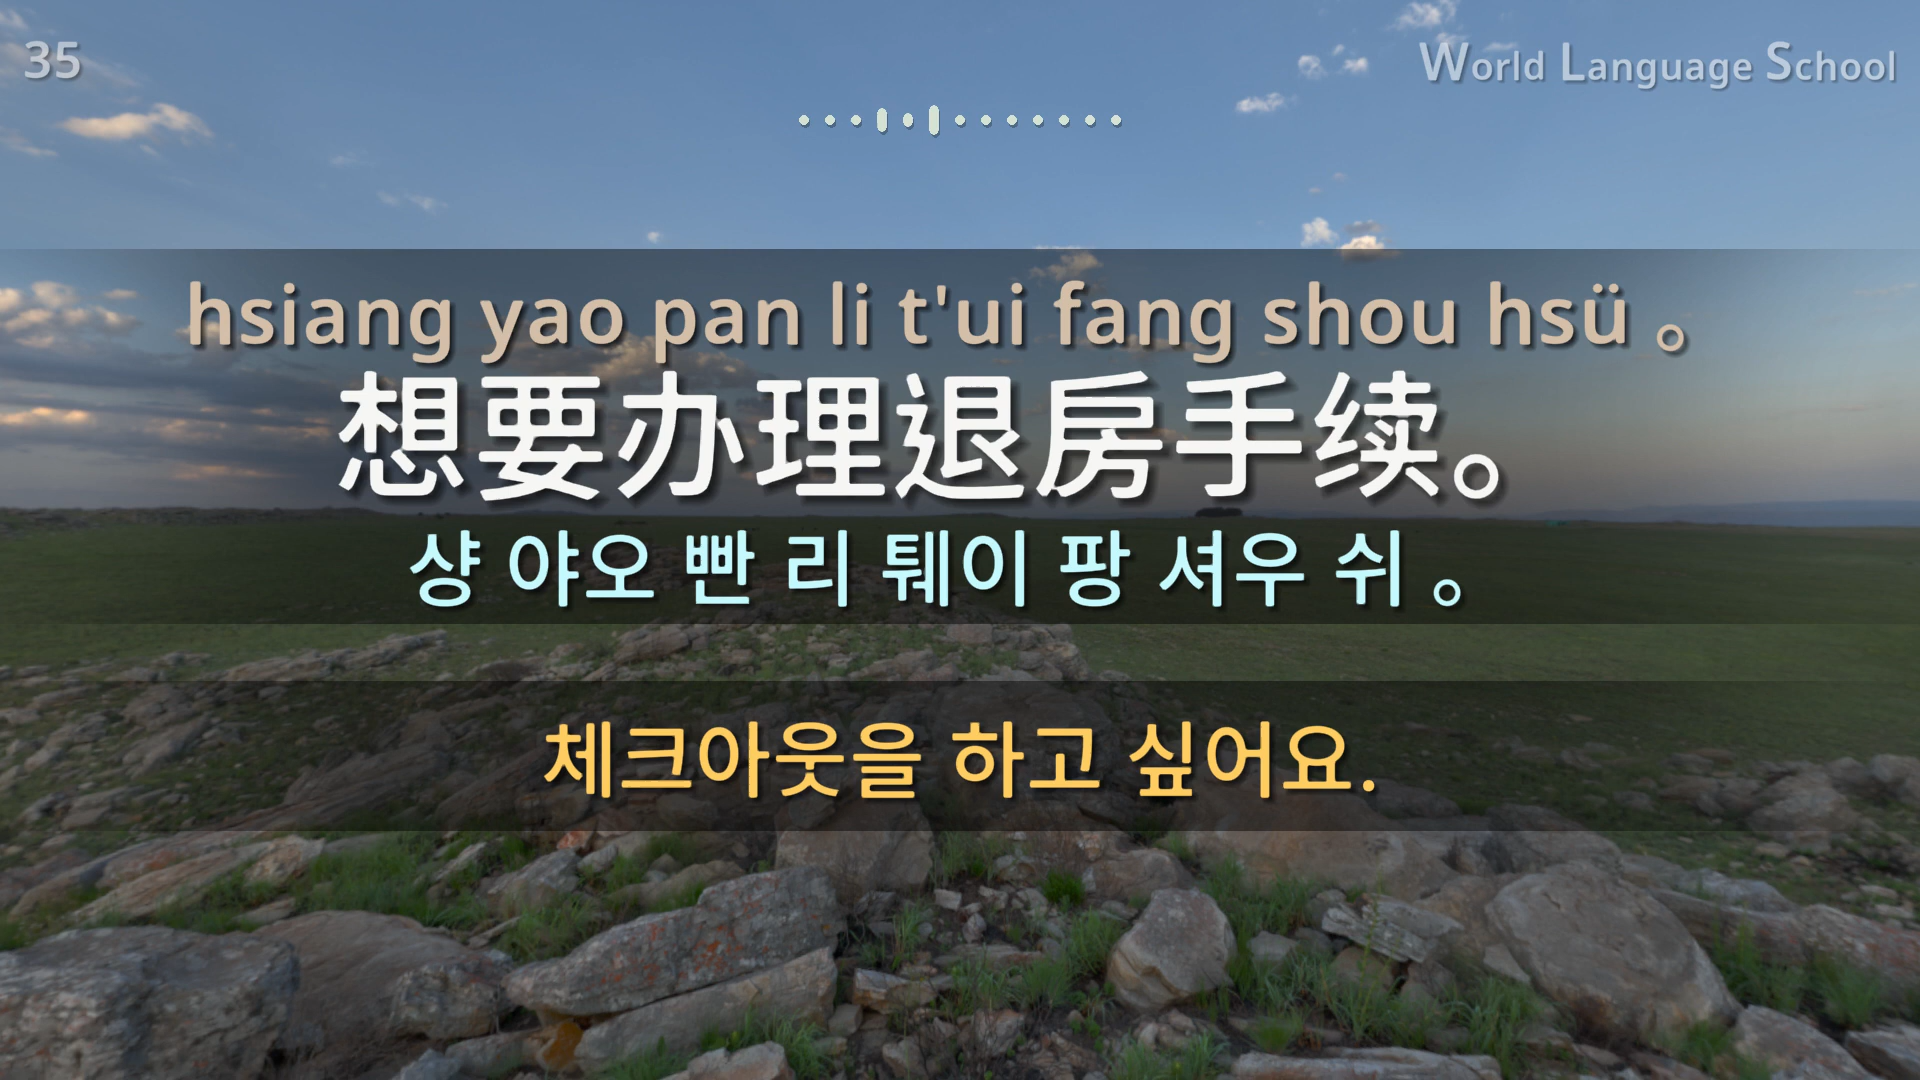 35
World Language School
hsiang yao pan li t'ui fang shou hsü 。
想要办理退房手续。
샹 야오 빤 리 퉤이 팡 셔우 쉬 。
체크아웃을 하고 싶어요.